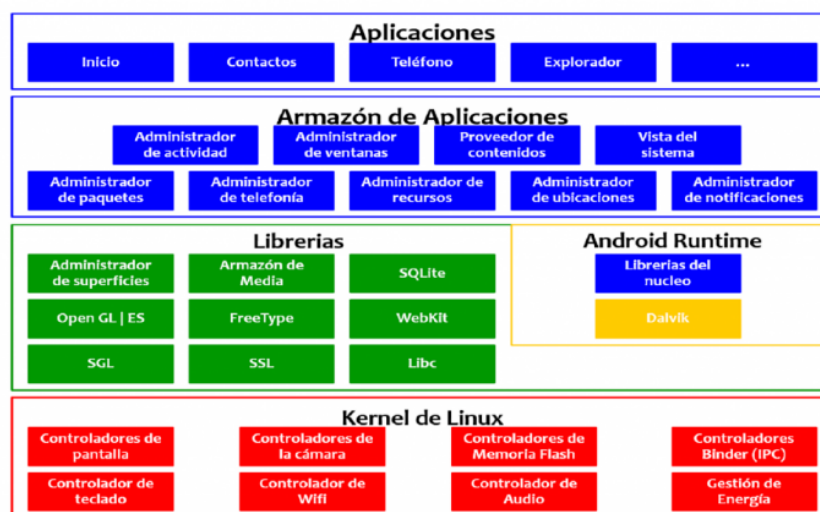 Aplicaciones
Inicio
Contactos
Teléfono
Explorador
...
Armazón de Aplicaciones
Administrador
de actividad
Administrador
de ventanas
Proveedor de
contenidos
Vista del
sistema
Administrador
de paquetes
Administrador
de telefonía
Administrador de
recursos
Administrador
de ubicaciones
Administrador
de notificaciones
Librerias
Administrador
de superficies
Armazón de
Media
SQLite
Open GL | ES
FreeType
WebKit
SGL
SSL
Libc
Android Runtime
Librerias del
nucleo
Dalvik
Kernel de Linux
Controladores de
pantalla
Controladores de
la cámara
Controladores de
Memoria Flash
Controladores
Binder (IPC)
Controlador de
teclado
Controlador de
Wifi
Controlador de
Audio
Gestión de
Energía